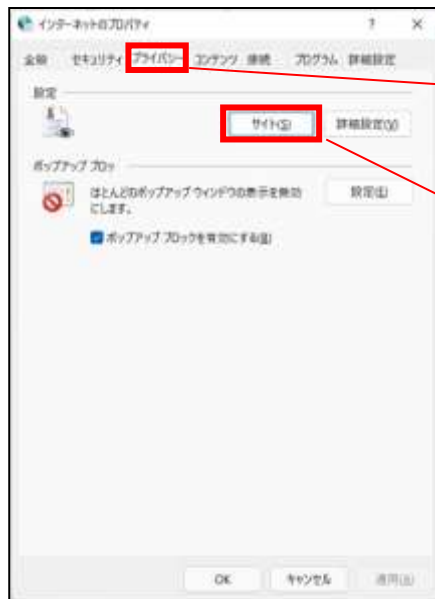 インターネットのプロパティ ? ×
全般 セキュリティ プライバシー コンテンツ 接続 プログラム 詳細設定
設定
サイト(S) 詳細設定(V)
ポップアップ ブロッ
ほとんどのポップアップ ウィンドウの表示を無効 設定(E)
にします。
ポップアップ ブロックを有効にする(B)
OK キャンセル 適用(A)